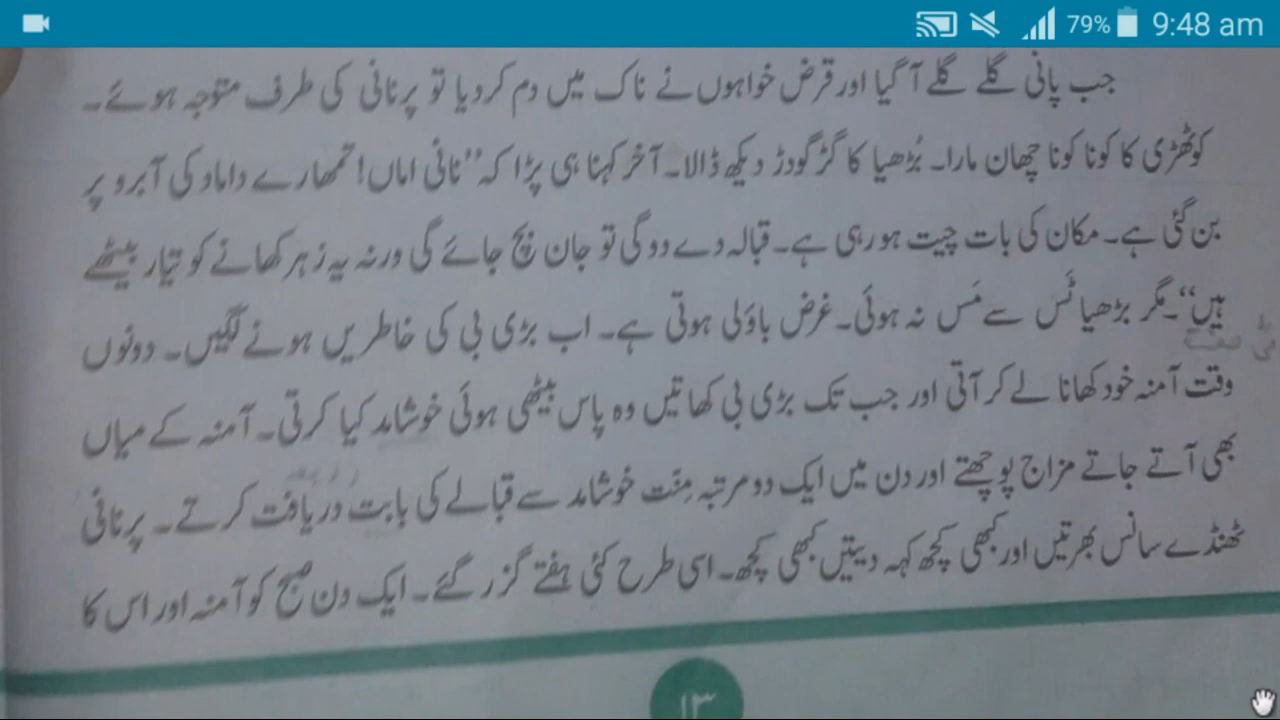 79% 9:48 am
جب پانی گلے گلے آ گیا اور قرض خواہوں نے ناک میں دم کر دیا تو پرنانی کی طرف متوجہ ہوئے۔
کوٹھڑی کا کونا کونا چھان مارا۔ بُڑھیا کا گڑ گودڑ دیکھ ڈالا۔ آخر کہنا ہی پڑا کہ ’’نانی اماں! تمھارے داماد کی آبرو پر
بن گئی ہے۔ مکان کی بات چیت ہو رہی ہے۔ قبالہ دے دو گی تو جان بچ جائے گی ورنہ یہ زہر کھانے کو تیار بیٹھے
ہیں‘‘۔ مگر بڑھیا ٹَس سے مَس نہ ہوئی۔ غرض باؤلی ہوتی ہے۔ اب بڑی بی کی خاطریں ہونے لگیں۔ دونوں
وقت آمنہ خود کھانا لے کر آتی اور جب تک بڑی بی کھاتیں وہ پاس بیٹھی ہوئی خوشامد کیا کرتی۔ آمنہ کے میاں
بھی آتے جاتے مزاج پوچھتے اور دن میں ایک دو مرتبہ مِنّت خوشامد سے قبالے کی بابت دریافت کرتے۔ پرنانی
ٹھنڈے سانس بھرتیں اور کبھی کچھ کہہ دیتیں کبھی کچھ۔ اسی طرح کئی ہفتے گزر گئے۔ ایک دن صبح کو آمنہ اور اس کا
۱۳